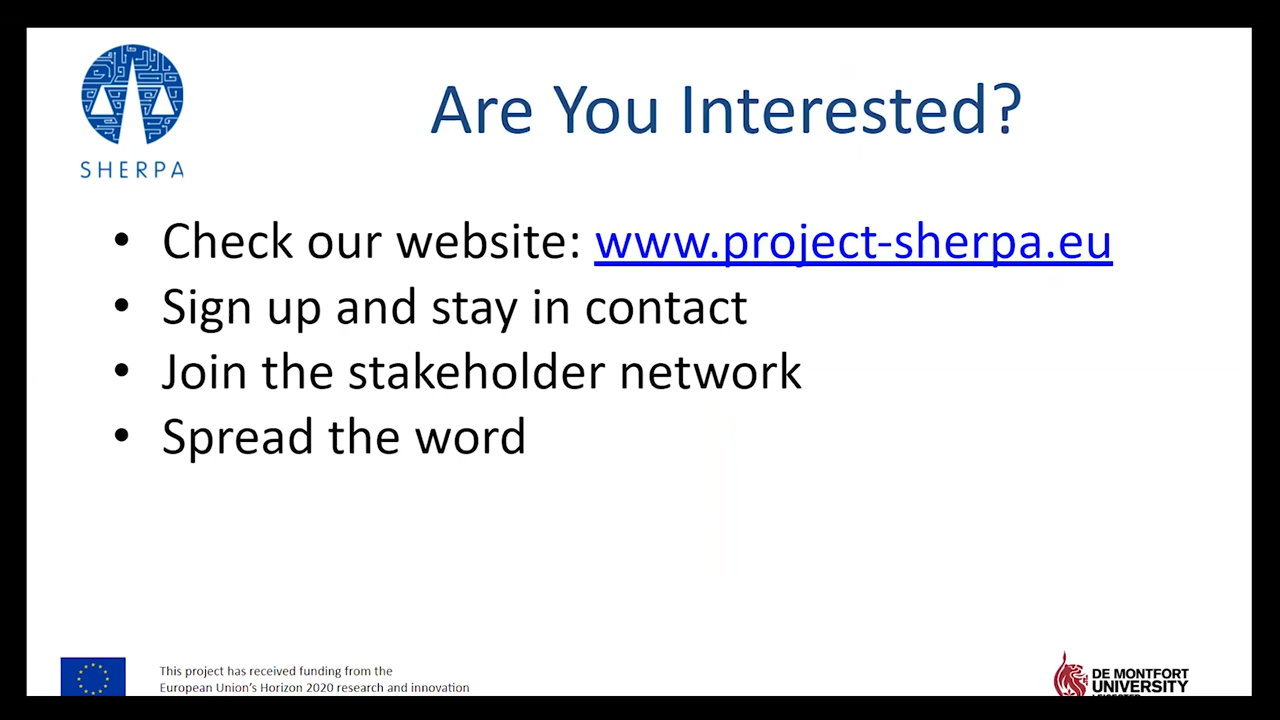 SHERPA
Are You Interested?
• Check our website: www.project-sherpa.eu
• Sign up and stay in contact
• Join the stakeholder network
• Spread the word
This project has received funding from the
European Union's Horizon 2020 research and innovation
DE MONTFORT
UNIVERSITY